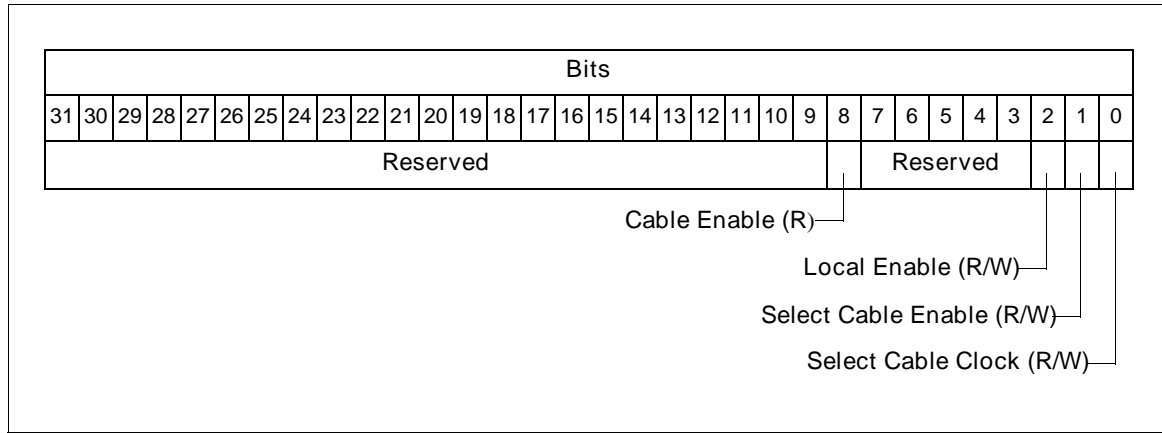 Bits
31 30 29 28 27 26 25 24 23 22 21 20 19 18 17 16 15 14 13 12 11 10 9 8 7 6 5 4 3 2 1 0
Reserved Reserved
Cable Enable (R)
Local Enable (R/W)
Select Cable Enable (R/W)
Select Cable Clock (R/W)